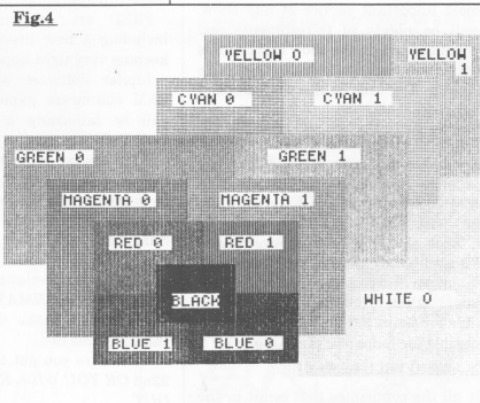 Fig.4
YELLOW 0
YELLOW
1
CYAN 0
CYAN 1
GREEN 0
GREEN 1
MAGENTA 0
MAGENTA 1
RED 0
RED 1
BLACK
WHITE 0
BLUE 1
BLUE 0